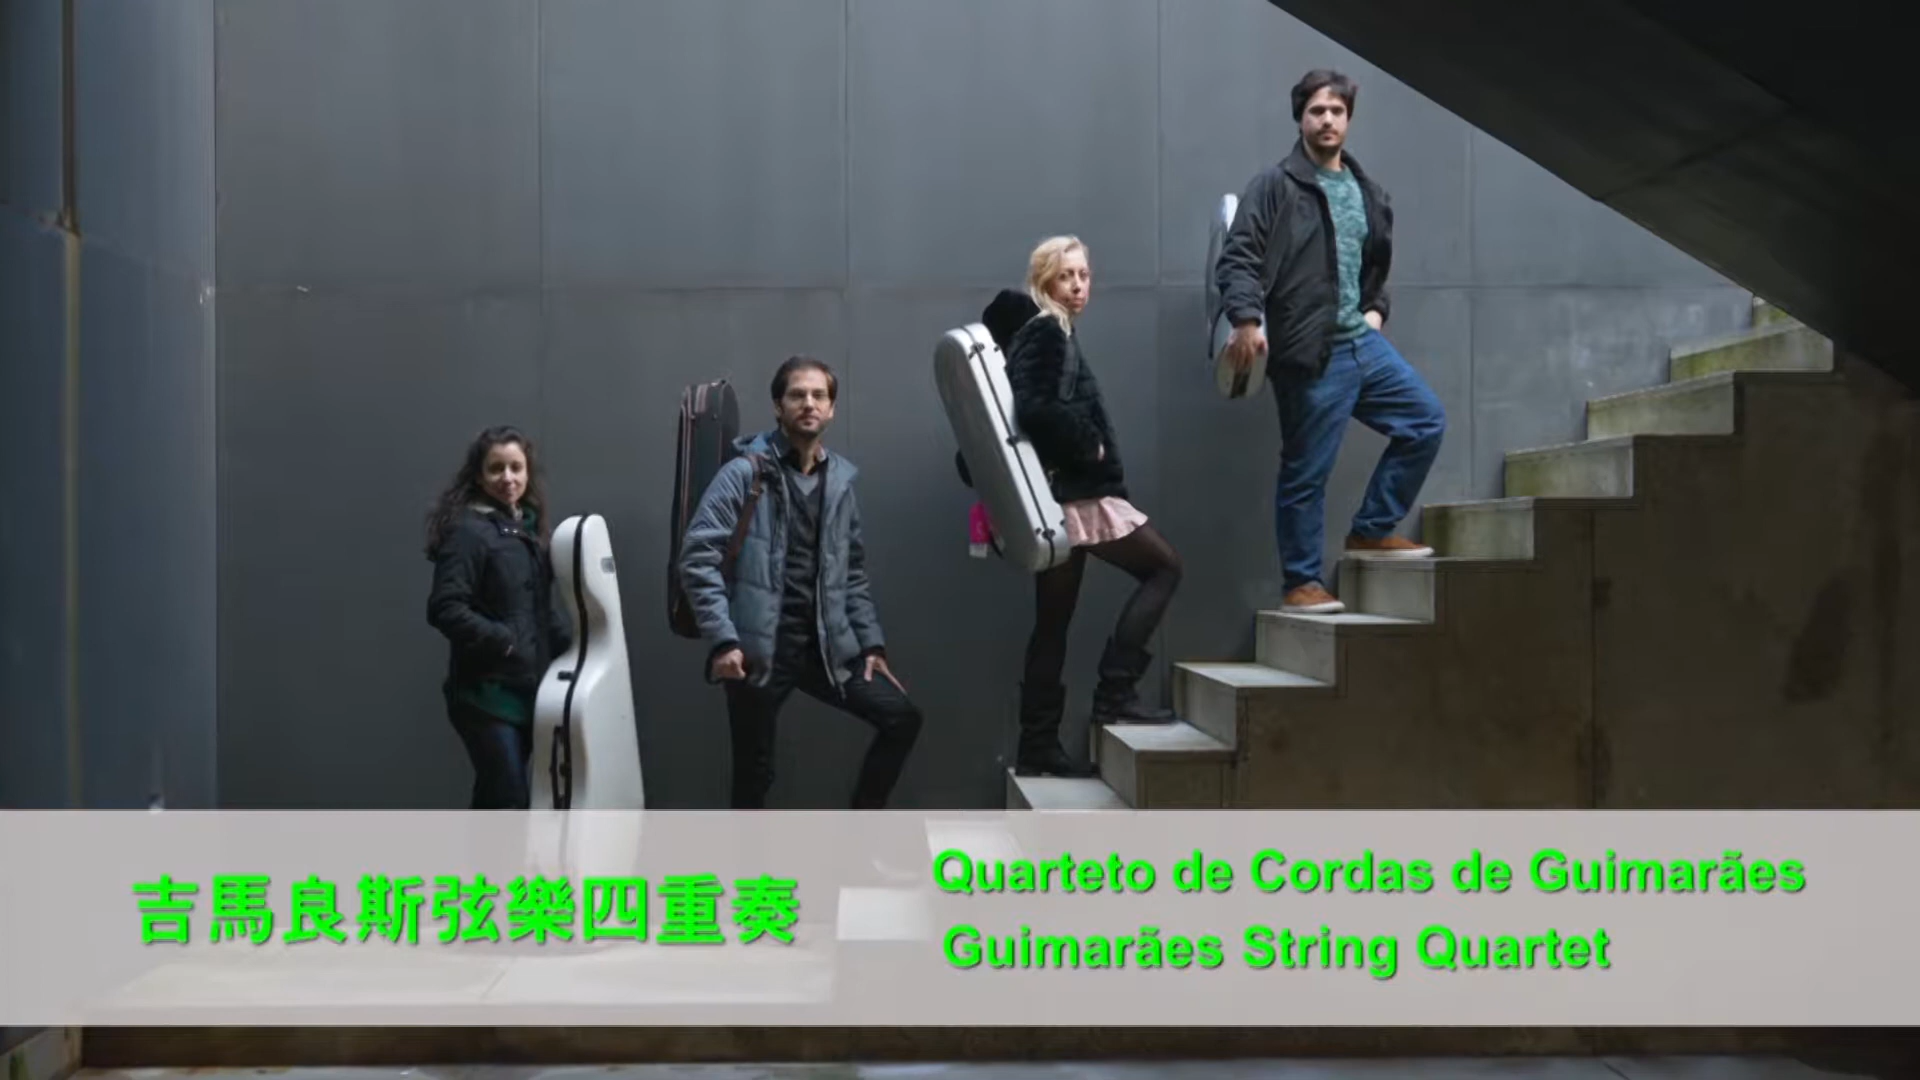 吉馬良斯弦樂四重奏
Quarteto de Cordas de Guimarães
Guimarães String Quartet